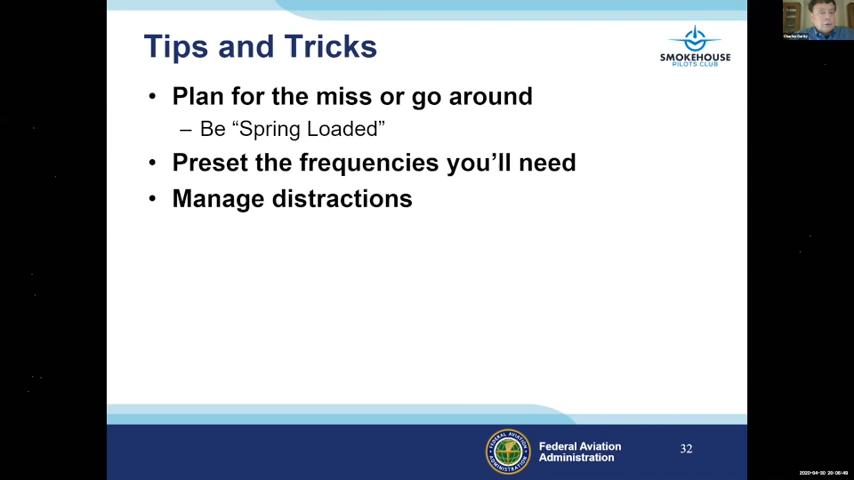 Tips and Tricks
SMOKEHOUSE
PILOTS CLUB
• Plan for the miss or go around
– Be “Spring Loaded”
• Preset the frequencies you’ll need
• Manage distractions
Federal Aviation
Administration
32